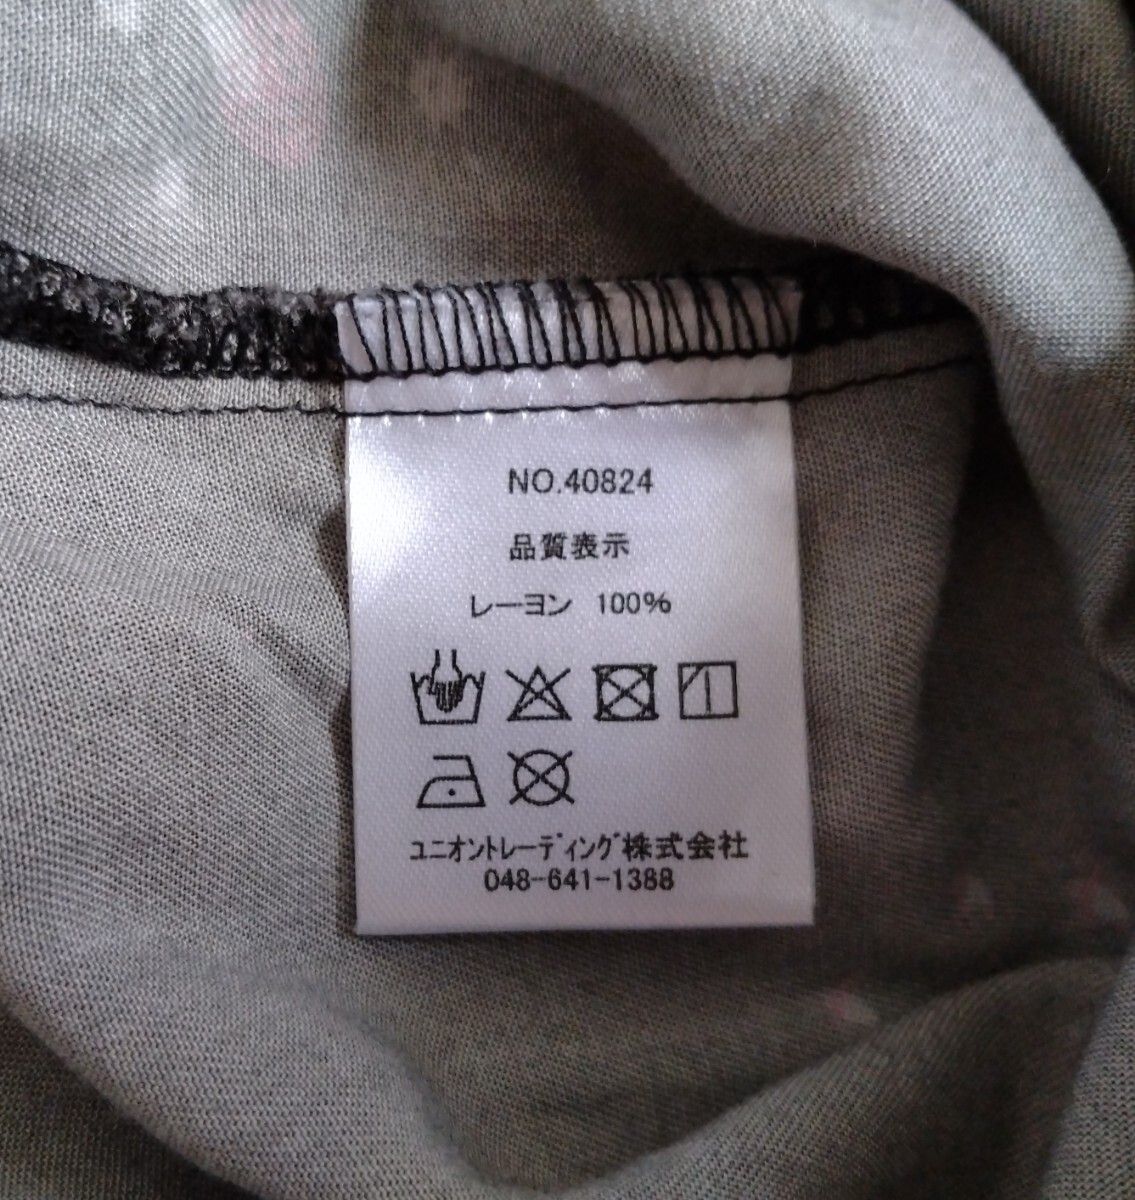 NO.40824
品質表示
レーヨン 100%
ユニオントレーディング株式会社
048-641-1388